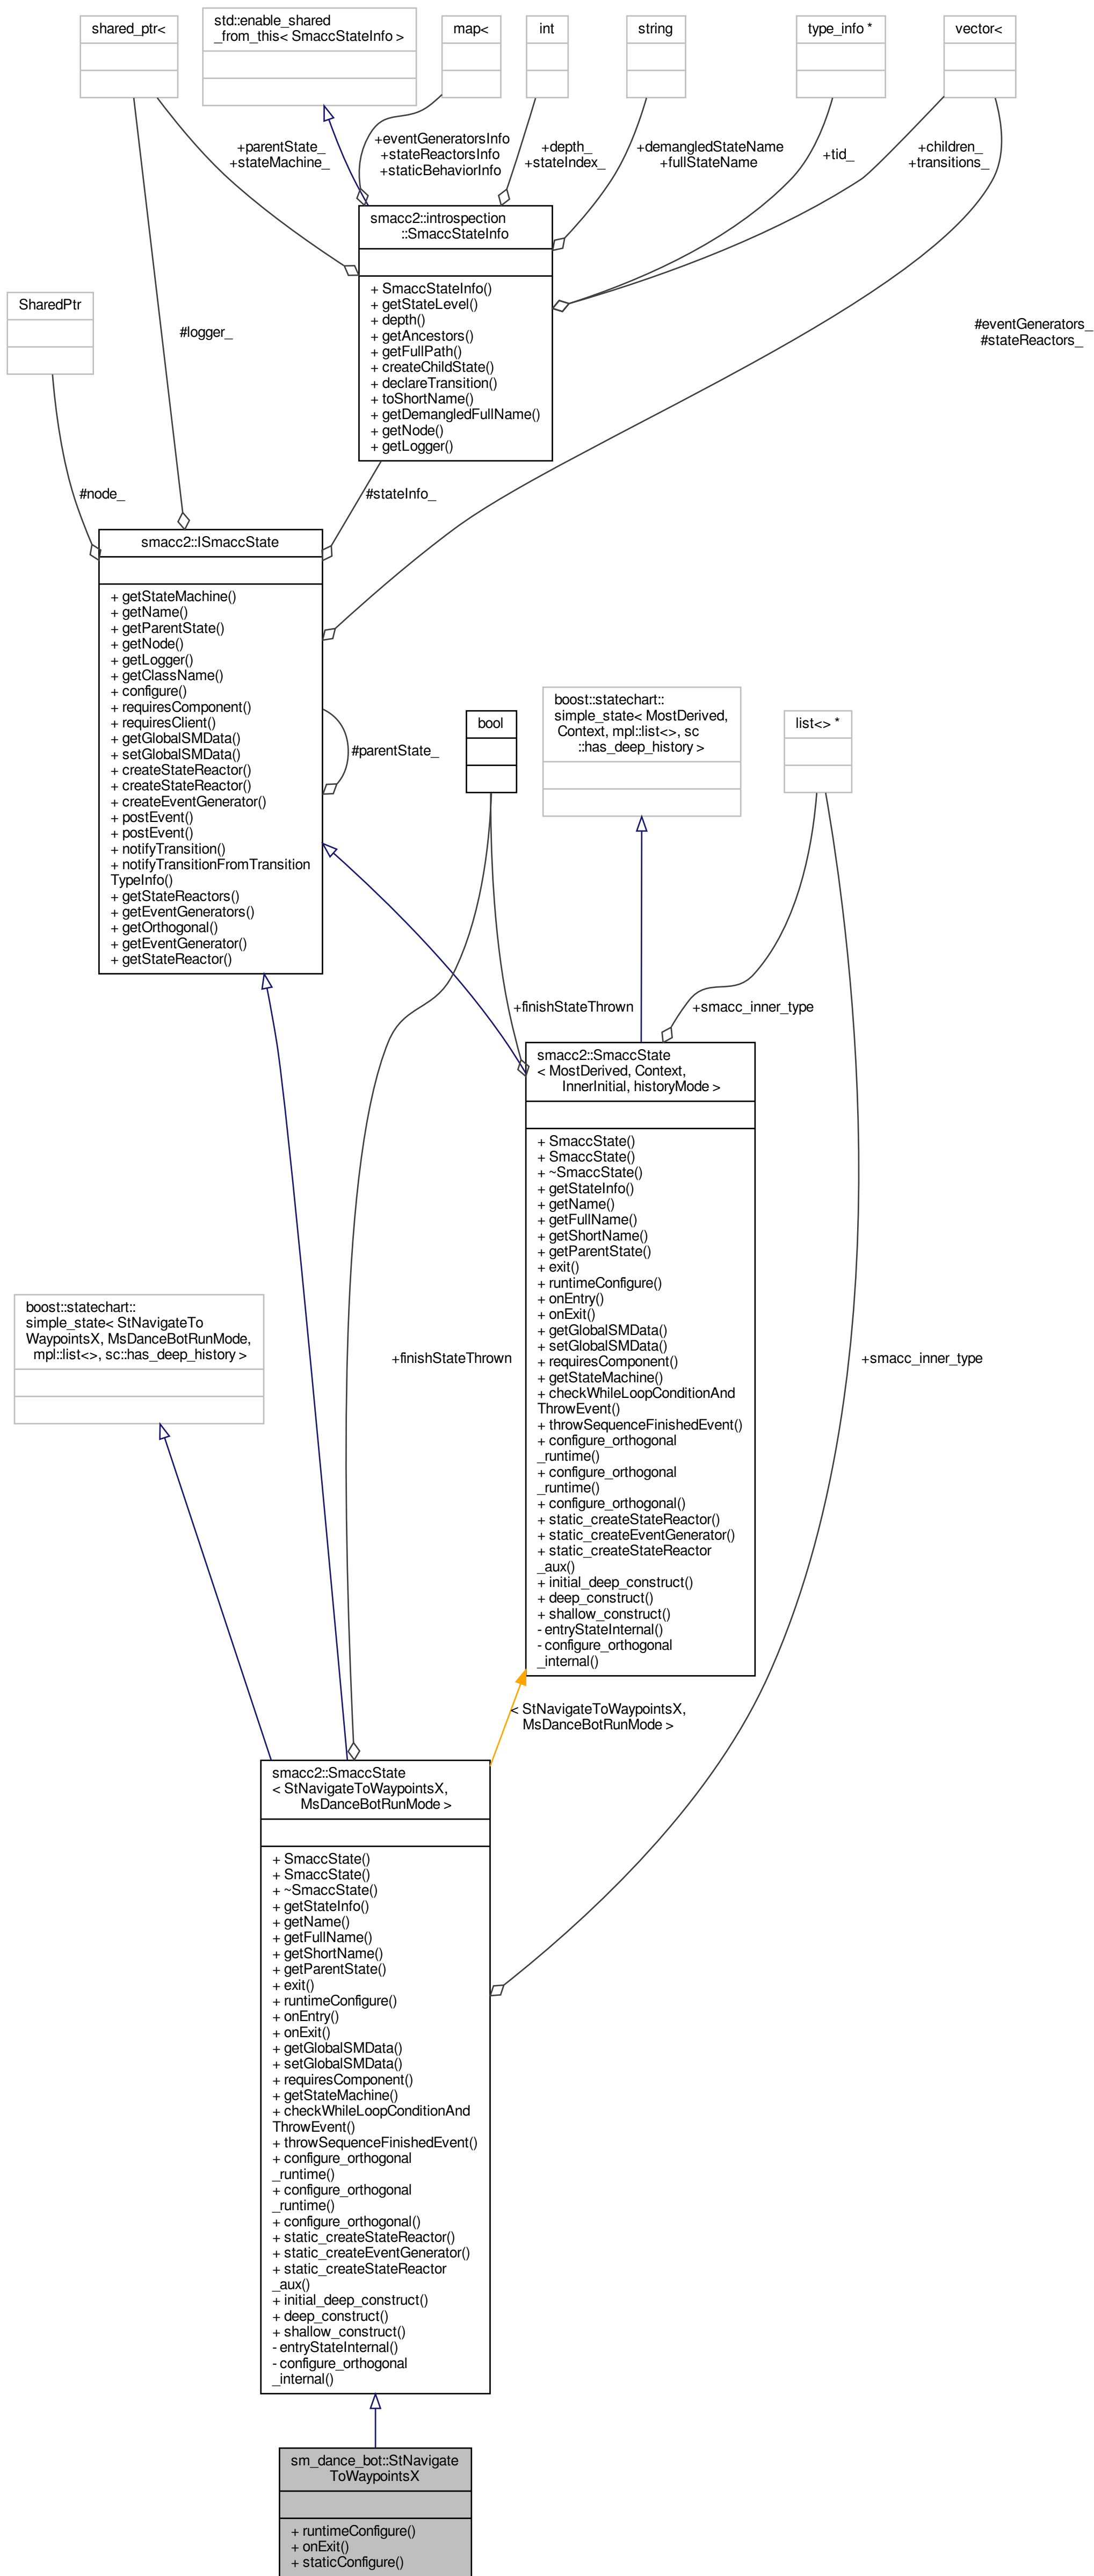 shared_ptr<
std::enable_shared
_from_this< SmaccStateInfo >
map<
int
string
type_info *
vector<
+parentState_
+stateMachine_
+eventGeneratorsInfo
+stateReactorsInfo
+staticBehaviorInfo
+depth_
+stateIndex_
+demangledStateName
+fullStateName
+tid_
+children_
+transitions_
smacc2::introspection
::SmaccStateInfo
+ SmaccStateInfo()
+ getStateLevel()
+ depth()
+ getAncestors()
+ getFullPath()
+ createChildState()
+ declareTransition()
+ toShortName()
+ getDemangledFullName()
+ getNode()
+ getLogger()
SharedPtr
#logger_
#eventGenerators_
#stateReactors_
#node_
#stateInfo_
smacc2::ISmaccState
+ getStateMachine()
+ getName()
+ getParentState()
+ getNode()
+ getLogger()
+ getClassName()
+ configure()
+ requiresComponent()
+ requiresClient()
+ getGlobalSMData()
+ setGlobalSMData()
+ createStateReactor()
+ createStateReactor()
+ createEventGenerator()
+ postEvent()
+ postEvent()
+ notifyTransition()
+ notifyTransitionFromTransition
TypeInfo()
+ getStateReactors()
+ getEventGenerators()
+ getOrthogonal()
+ getEventGenerator()
+ getStateReactor()
#parentState_
bool
boost::statechart::
simple_state< MostDerived,
Context, mpl::list<>, sc
::has_deep_history >
list<> *
+finishStateThrown
+smacc_inner_type
smacc2::SmaccState
< MostDerived, Context,
InnerInitial, historyMode >
+ SmaccState()
+ SmaccState()
+ ~SmaccState()
+ getStateInfo()
+ getName()
+ getFullName()
+ getShortName()
+ getParentState()
+ exit()
+ runtimeConfigure()
+ onEntry()
+ onExit()
+ getGlobalSMData()
+ setGlobalSMData()
+ requiresComponent()
+ getStateMachine()
+ checkWhileLoopConditionAnd
ThrowEvent()
+ throwSequenceFinishedEvent()
+ configure_orthogonal
_runtime()
+ configure_orthogonal
_runtime()
+ configure_orthogonal()
+ static_createStateReactor()
+ static_createEventGenerator()
+ static_createStateReactor
_aux()
+ initial_deep_construct()
+ deep_construct()
+ shallow_construct()
- entryStateInternal()
- configure_orthogonal
_internal()
boost::statechart::
simple_state< StNavigateTo
WaypointsX, MsDanceBotRunMode,
mpl::list<>, sc::has_deep_history >
+finishStateThrown
+smacc_inner_type
< StNavigateToWaypointsX,
MsDanceBotRunMode >
smacc2::SmaccState
< StNavigateToWaypointsX,
MsDanceBotRunMode >
+ SmaccState()
+ SmaccState()
+ ~SmaccState()
+ getStateInfo()
+ getName()
+ getFullName()
+ getShortName()
+ getParentState()
+ exit()
+ runtimeConfigure()
+ onEntry()
+ onExit()
+ getGlobalSMData()
+ setGlobalSMData()
+ requiresComponent()
+ getStateMachine()
+ checkWhileLoopConditionAnd
ThrowEvent()
+ throwSequenceFinishedEvent()
+ configure_orthogonal
_runtime()
+ configure_orthogonal
_runtime()
+ configure_orthogonal()
+ static_createStateReactor()
+ static_createEventGenerator()
+ static_createStateReactor
_aux()
+ initial_deep_construct()
+ deep_construct()
+ shallow_construct()
- entryStateInternal()
- configure_orthogonal
_internal()
sm_dance_bot::StNavigate
ToWaypointsX
+ runtimeConfigure()
+ onExit()
+ staticConfigure()